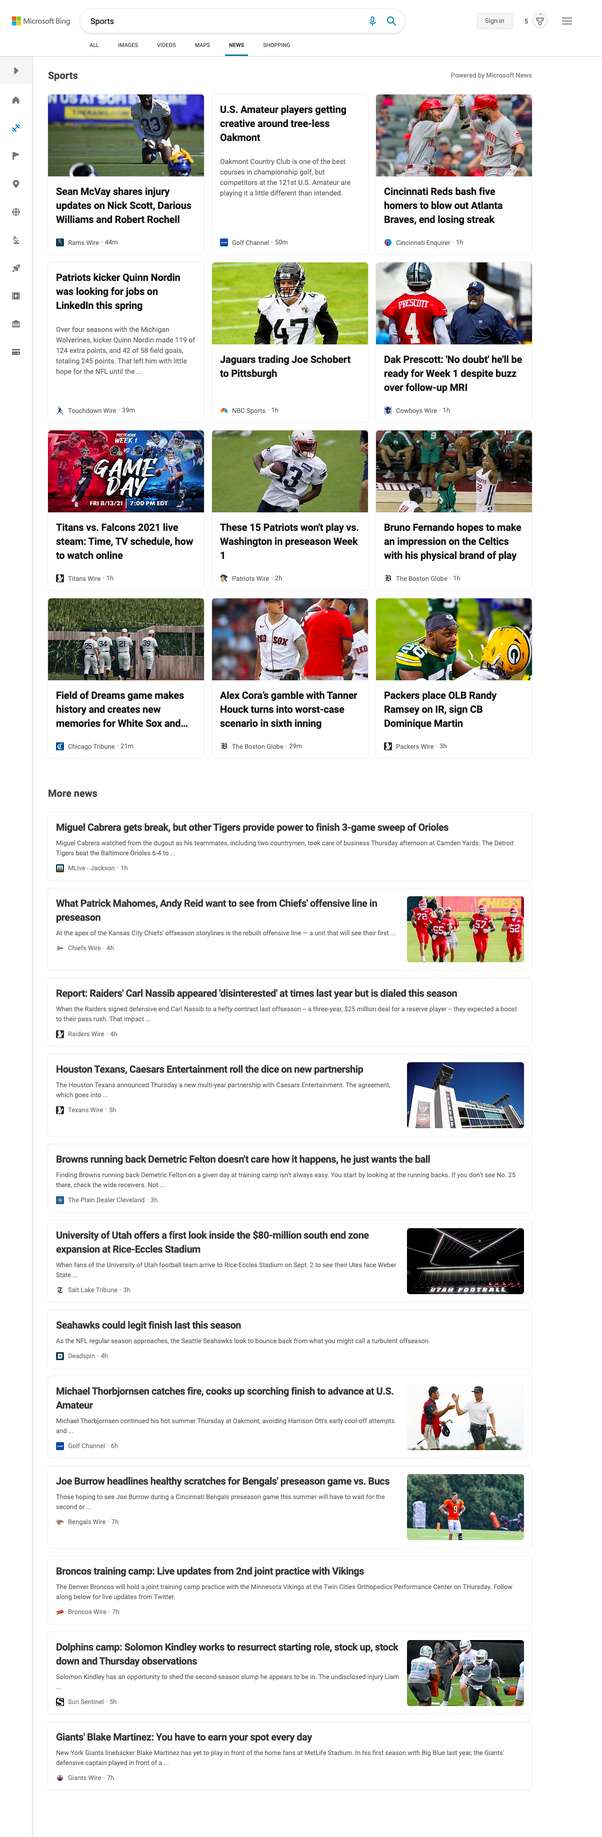 Microsoft Bing
Sports
Sign in
5
ALL
IMAGES
VIDEOS
MAPS
NEWS
SHOPPING
Sports
Powered by Microsoft News
33
Sean McVay shares injury
updates on Nick Scott, Darious
Williams and Robert Rochell
Rams Wire · 44m
U.S. Amateur players getting
creative around tree-less
Oakmont
Oakmont Country Club is one of the best
courses in championship golf, but
competitors at the 121st U.S. Amateur are
playing it a little different than intended.
Golf Channel · 50m
Cincinnati Reds bash five
homers to blow out Atlanta
Braves, end losing streak
Cincinnati Enquirer · 1h
Patriots kicker Quinn Nordin
was looking for jobs on
LinkedIn this spring
Over four seasons with the Michigan
Wolverines, kicker Quinn Nordin made 119 of
124 extra points, and 42 of 58 field goals,
totaling 245 points. That left him with little
hope for the NFL until the ...
Touchdown Wire · 39m
47
Jaguars trading Joe Schobert
to Pittsburgh
NBC Sports · 1h
PRESCOTT
4
Dak Prescott: 'No doubt' he'll be
ready for Week 1 despite buzz
over follow-up MRI
Cowboys Wire · 1h
WEEK 1
GAME
DAY
FRI 8/13/21 | 7:00 PM EDT
Titans vs. Falcons 2021 live
steam: Time, TV schedule, how
to watch online
Titans Wire · 1h
These 15 Patriots won't play vs.
Washington in preseason Week
1
Patriots Wire · 2h
Bruno Fernando hopes to make
an impression on the Celtics
with his physical brand of play
The Boston Globe · 1h
25
34
21
39
Field of Dreams game makes
history and creates new
memories for White Sox and...
Chicago Tribune · 21m
RED SOX
Alex Cora's gamble with Tanner
Houck turns into worst-case
scenario in sixth inning
The Boston Globe · 29m
G
Packers place OLB Randy
Ramsey on IR, sign CB
Dominique Martin
Packers Wire · 3h
More news
Miguel Cabrera gets break, but other Tigers provide power to finish 3-game sweep of Orioles
Miguel Cabrera watched from the dugout as his teammates, including two countrymen, took care of business Thursday afternoon at Camden Yards. The Detroit
Tigers beat the Baltimore Orioles 6-4 to ...
MLive - Jackson · 1h
What Patrick Mahomes, Andy Reid want to see from Chiefs' offensive line in
preseason
At the apex of the Kansas City Chiefs' offseason storylines is the rebuilt offensive line — a unit that will see their first ...
Chiefs Wire · 4h
CHIEFS
72
65
57
52
Report: Raiders' Carl Nassib appeared 'disinterested' at times last year but is dialed this season
When the Raiders signed defensive end Carl Nassib to a hefty contract last offseason – a three-year, $25 million deal for a reserve player – they expected a boost
to their pass rush. That impact ...
Raiders Wire · 4h
Houston Texans, Caesars Entertainment roll the dice on new partnership
The Houston Texans announced Thursday a new multi-year partnership with Caesars Entertainment. The agreement,
which goes into ...
Texans Wire · 5h
Browns running back Demetric Felton doesn't care how it happens, he just wants the ball
Finding Browns running back Demetric Felton on a given day at training camp isn't always easy. You start by looking at the running backs. If you don't see No. 25
there, check the wide receivers. Not ...
The Plain Dealer Cleveland · 3h
University of Utah offers a first look inside the $80-million south end zone
expansion at Rice-Eccles Stadium
When fans of the University of Utah football team arrive to Rice-Eccles Stadium on Sept. 2 to see their Utes face Weber
State ...
Salt Lake Tribune · 3h
UTAH FOOTBALL
Seahawks could legit finish last this season
As the NFL regular season approaches, the Seattle Seahawks look to bounce back from what you might call a turbulent offseason.
Deadspin · 4h
Michael Thorbjornsen catches fire, cooks up scorching finish to advance at U.S.
Amateur
Michael Thorbjornsen continued his hot summer Thursday at Oakmont, avoiding Harrison Ott's early cool-off attempts
and ...
Golf Channel · 6h
Joe Burrow headlines healthy scratches for Bengals' preseason game vs. Bucs
Those hoping to see Joe Burrow during a Cincinnati Bengals preseason game this summer will have to wait for the
second or ...
Bengals Wire · 7h
9
Broncos training camp: Live updates from 2nd joint practice with Vikings
The Denver Broncos will hold a joint training camp practice with the Minnesota Vikings at the Twin Cities Orthopedics Performance Center on THursday. Follow
along below for live updates from Twitter.
Broncos Wire · 7h
Dolphins camp: Solomon Kindley works to resurrect starting role, stock up, stock
down and Thursday observations
Solomon Kindley has an opportunity to shed the second-season slump he appears to be in. The undisclosed injury Liam
...
Sun Sentinel · 5h
Giants' Blake Martinez: You have to earn your spot every day
New York Giants linebacker Blake Martinez has yet to play in front of the home fans at MetLife Stadium. In his first season with Big Blue last year, the Giants'
defensive captain played in front of a ...
Giants Wire · 7h